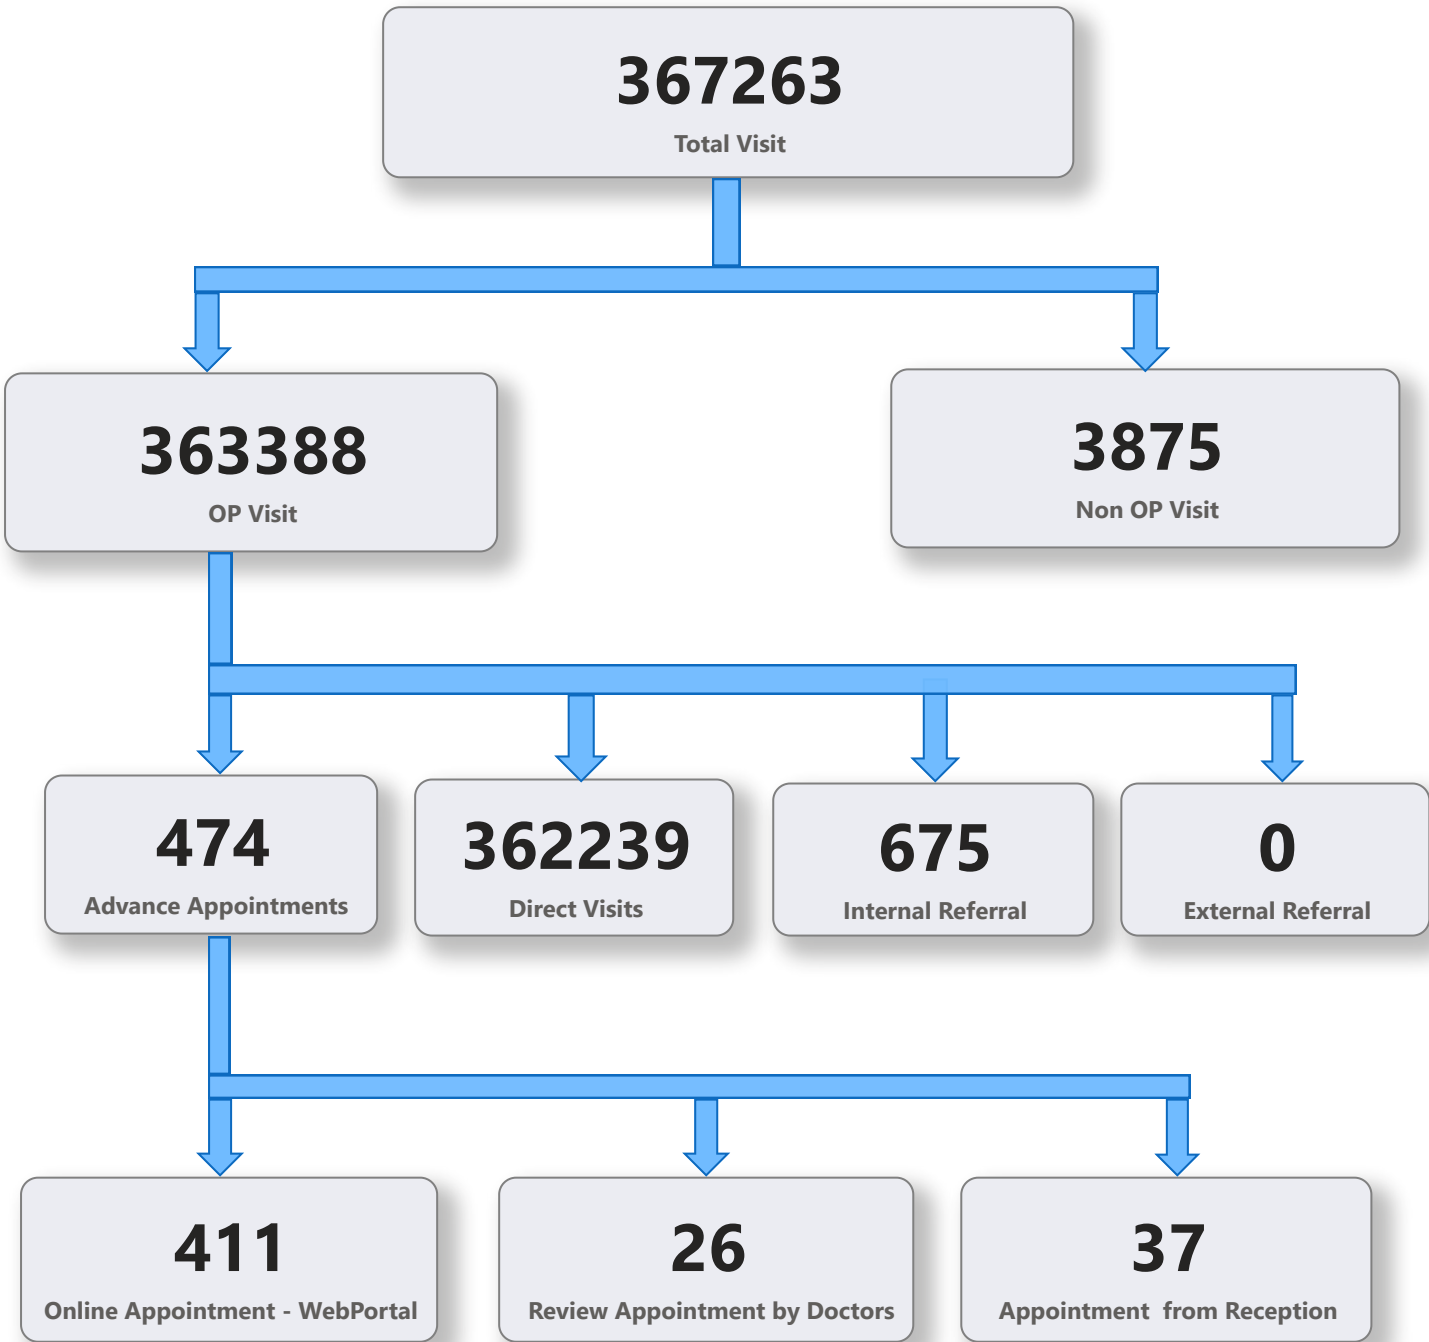 367263
Total Visit
363388
OP Visit
3875
Non OP Visit
474
Advance Appointments
362239
Direct Visits
675
Internal Referral
0
External Referral
411
Online Appointment - WebPortal
26
Review Appointment by Doctors
37
Appointment  from Reception